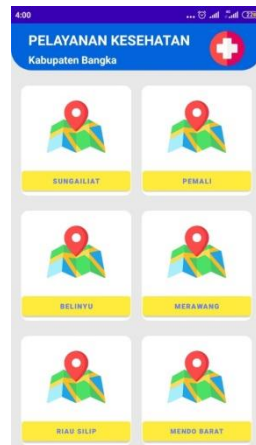 4:00
PELAYANAN KESEHATAN
Kabupaten Bangka
SUNGAILIAT
PEMALI
BELINYU
MERAWANG
RIAU SILIP
MENDO BARAT